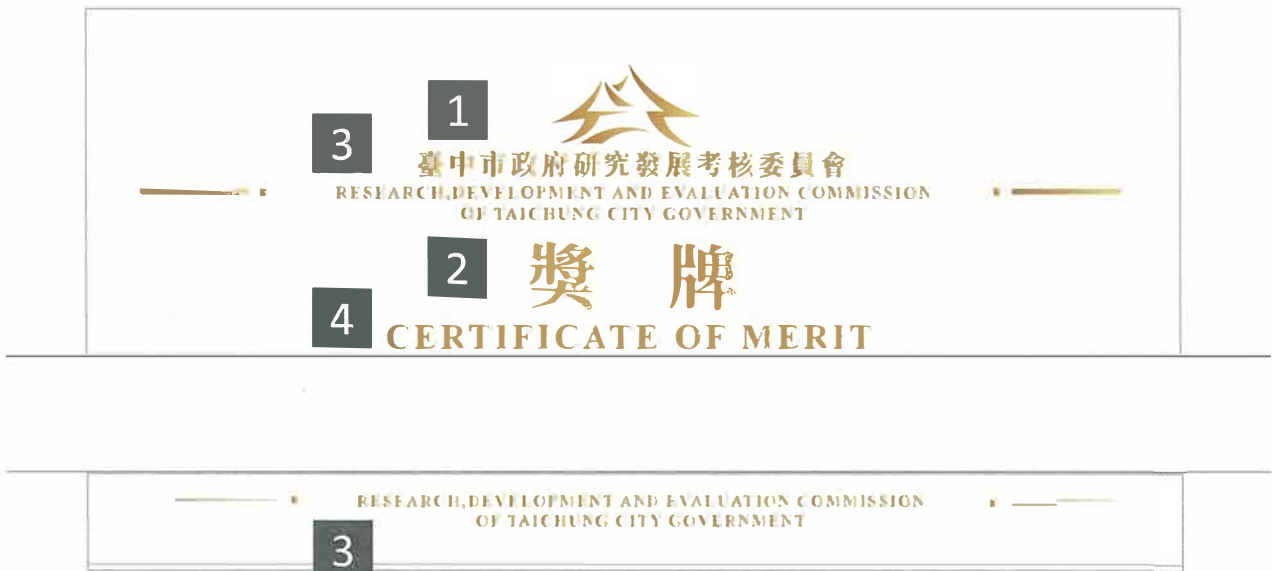 1
3
臺中市政府研究發展考核委員會
RESEARCH,DEVELOPMENT AND EVALUATION COMMISSION
OF TAICHUNG CITY GOVERNMENT
2
獎 牌
4
CERTIFICATE OF MERIT
RESEARCH,DEVELOPMENT AND EVALUATION COMMISSION
OF TAICHUNG CITY GOVERNMENT
3